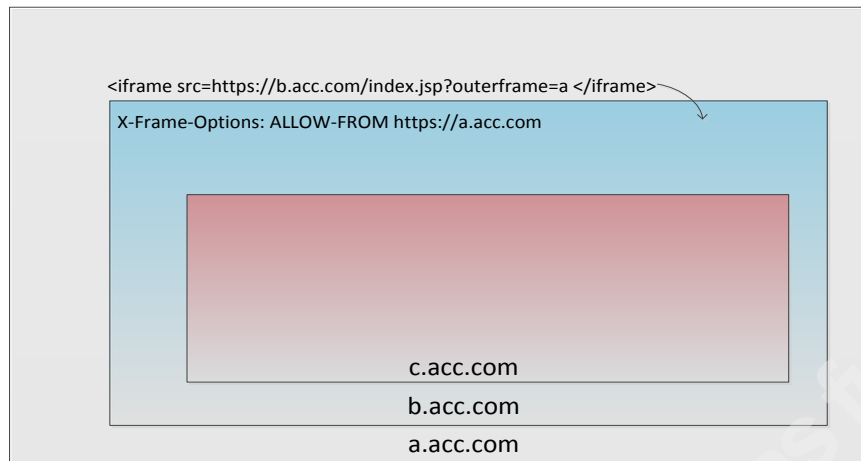 <iframe src=https://b.acc.com/index.jsp?outerframe=a </iframe>
X-Frame-Options: ALLOW-FROM https://a.acc.com
c.acc.com
b.acc.com
a.acc.com